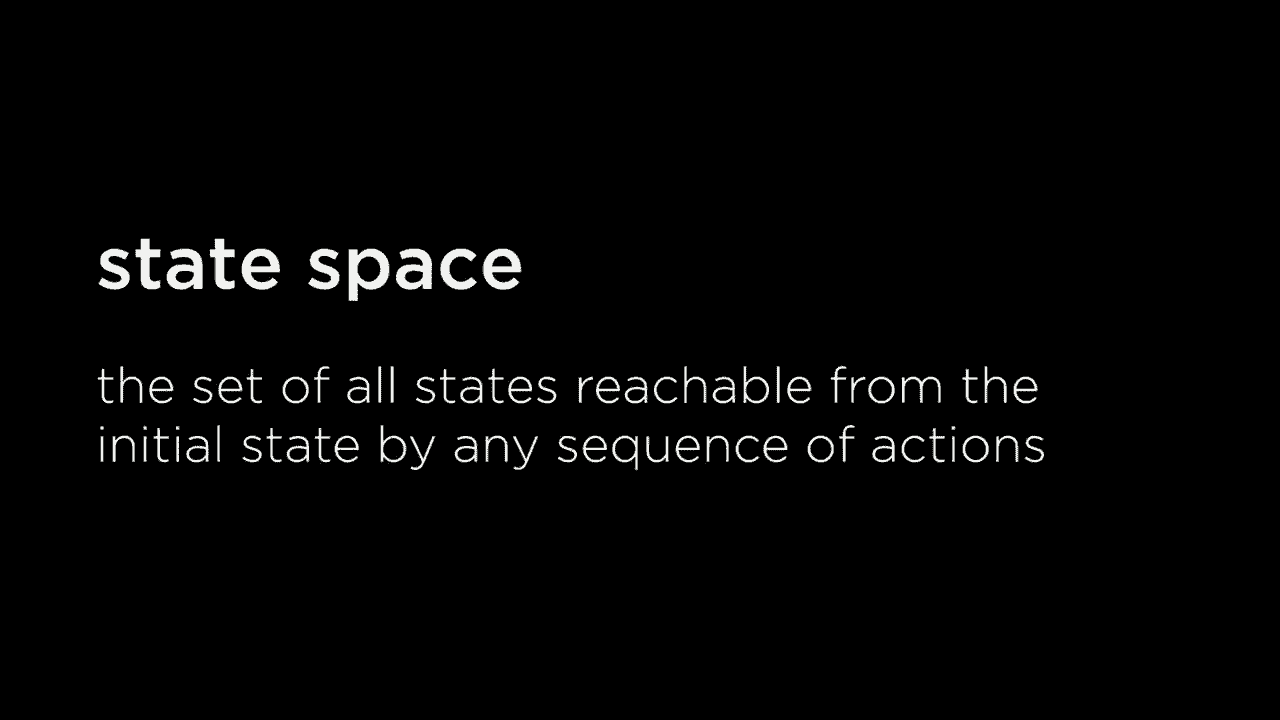 state space
the set of all states reachable from the
initial state by any sequence of actions